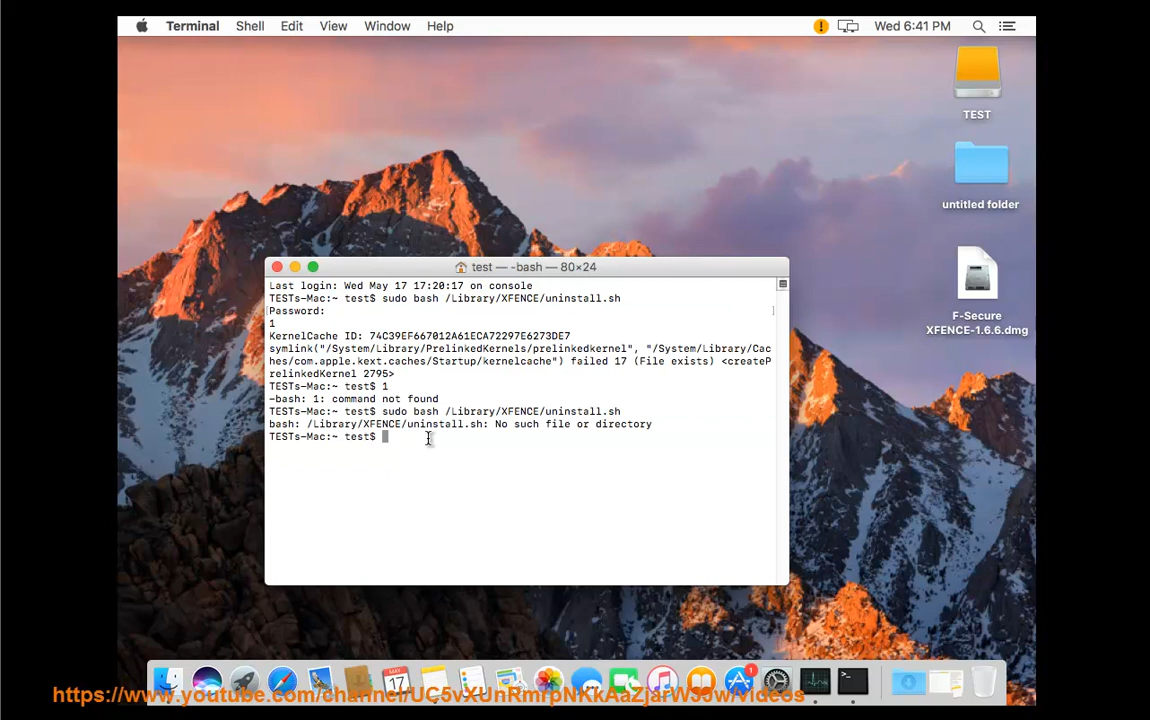 Terminal Shell Edit View Window Help Wed 6:41 PM
TEST
untitled folder
F-Secure
XFENCE-1.6.6.dmg
test — -bash — 80×24
Last login: Wed May 17 17:20:17 on console
TESTs-Mac:~ test$ sudo bash /Library/XFENCE/uninstall.sh
Password:
1
KernelCache ID: 74C39EF667012A61ECA72297E6273DE7
symlink("/System/Library/PrelinkedKernels/prelinkedkernel", "/System/Library/Cac
hes/com.apple.kext.caches/Startup/kernelcache") failed 17 (File exists) <createP
relinkedKernel 2795>
TESTs-Mac:~ test$ 1
-bash: 1: command not found
TESTs-Mac:~ test$ sudo bash /Library/XFENCE/uninstall.sh
bash: /Library/XFENCE/uninstall.sh: No such file or directory
TESTs-Mac:~ test$
MAY
17
1